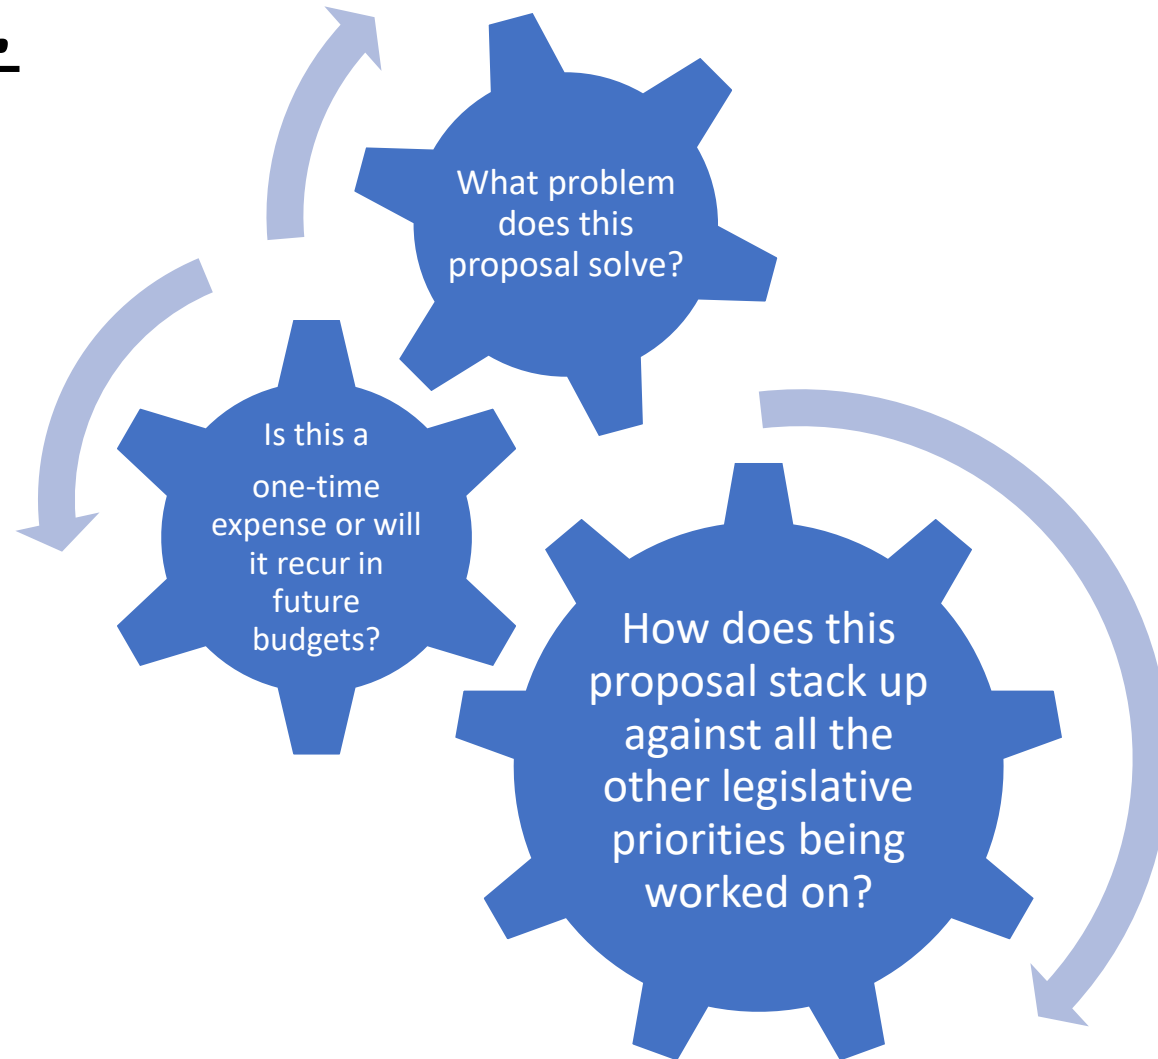 What problem
does this
proposal solve?
Is this a
one-time
expense or will
it recur in
future
budgets?
How does this
proposal stack up
against all the
other legislative
priorities being
worked on?